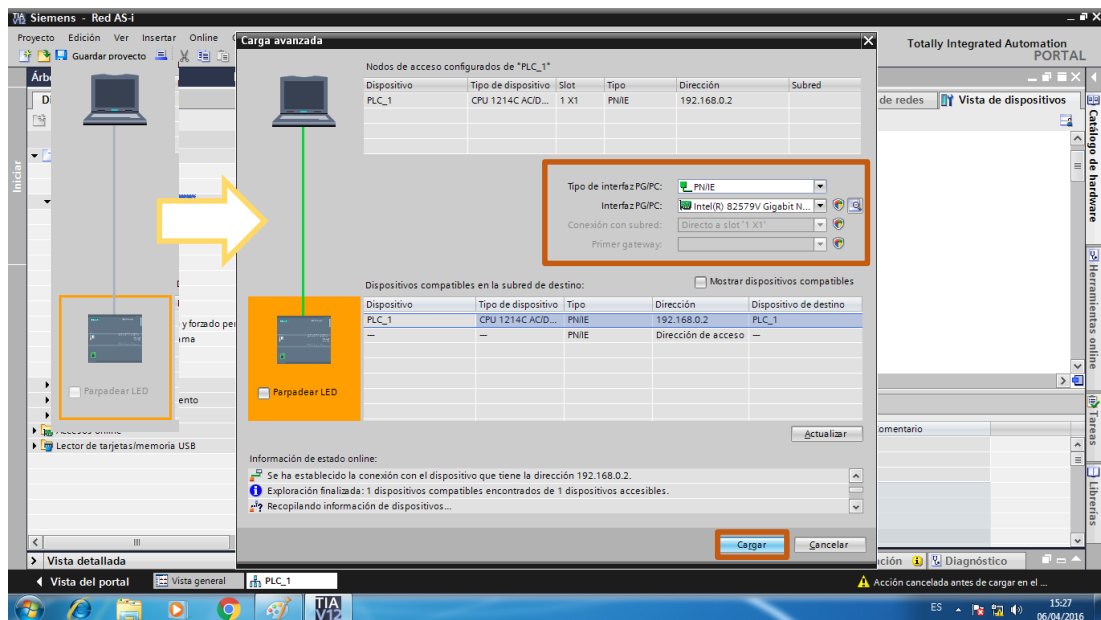 Siemens - Red AS-i
Proyecto Edición Ver Insertar Online
Guardar proyecto
Totally Integrated Automation
PORTAL
Iniciar
Parpadear LED
y forzado per
ama
ento
Lector de tarjetas/memoria USB
Vista detallada
Carga avanzada
Nodos de acceso configurados de "PLC_1"
Dispositivo Tipo de dispositivo Slot Tipo Dirección Subred
PLC_1 CPU 1214C AC/D... 1 X1 PN/IE 192.168.0.2
Tipo de interfaz PG/PC: PN/IE
Interfaz PG/PC: Intel(R) 82579V Gigabit N...
Conexión con subred: Directo a slot '1 X1'
Primer gateway:
Dispositivos compatibles en la subred de destino: Mostrar dispositivos compatibles
Dispositivo Tipo de dispositivo Tipo Dirección Dispositivo de destino
PLC_1 CPU 1214C AC/D... PN/IE 192.168.0.2 PLC_1
— — PN/IE Dirección de acceso —
Parpadear LED
Actualizar
Información de estado online:
Se ha establecido la conexión con el dispositivo que tiene la dirección 192.168.0.2.
Exploración finalizada: 1 dispositivos compatibles encontrados de 1 dispositivos accesibles.
Recopilando información de dispositivos...
Cargar Cancelar
de redes Vista de dispositivos
Catálogo de hardware
Herramientas online
Tareas
Librerías
omentario
ación Diagnóstico
Vista del portal Vista general PLC_1 Acción cancelada antes de cargar en el ...
TIA
V12
ES 15:27
06/04/2016